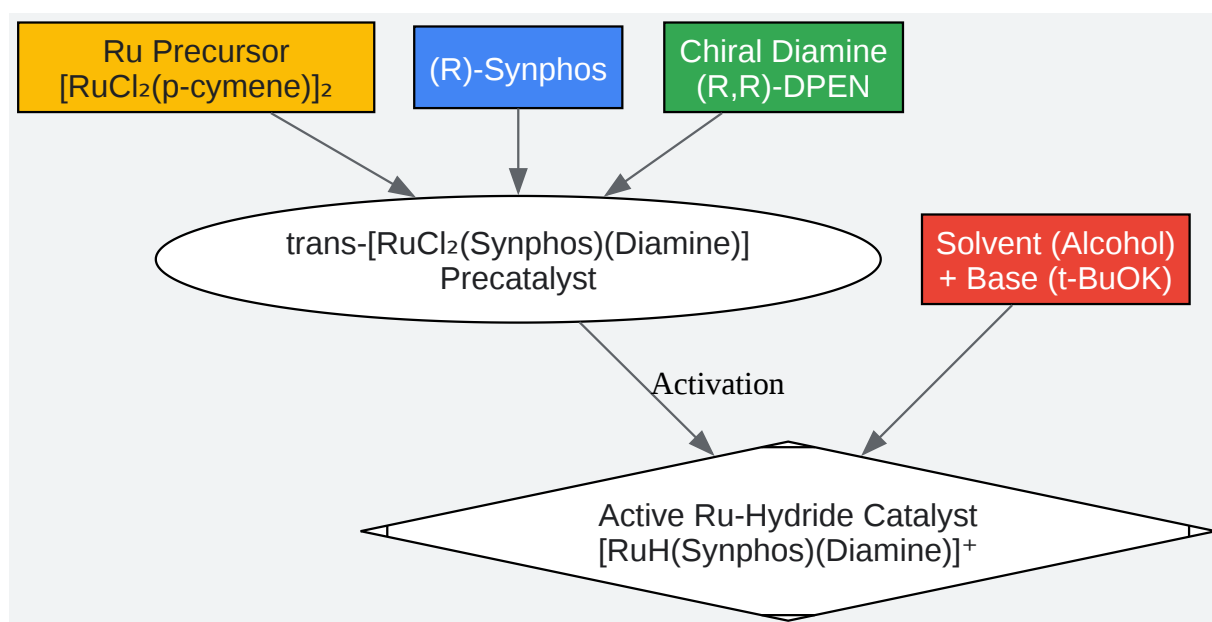 Ru Precursor
[RuCl₂(p-cymene)]₂
(R)-Synphos
Chiral Diamine
(R,R)-DPEN
trans-[RuCl₂(Synphos)(Diamine)]
Precatalyst
Solvent (Alcohol)
+ Base (t-BuOK)
Activation
Active Ru-Hydride Catalyst
[RuH(Synphos)(Diamine)]⁺